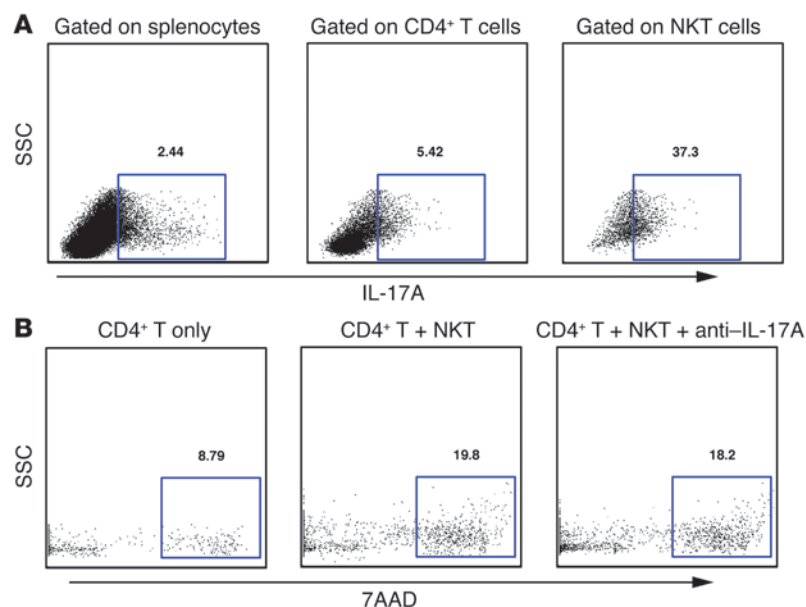 A
Gated on splenocytes
Gated on CD4⁺ T cells
Gated on NKT cells
SSC
2.44
5.42
37.3
IL-17A
B
CD4⁺ T only
CD4⁺ T + NKT
CD4⁺ T + NKT + anti–IL-17A
SSC
8.79
19.8
18.2
7AAD